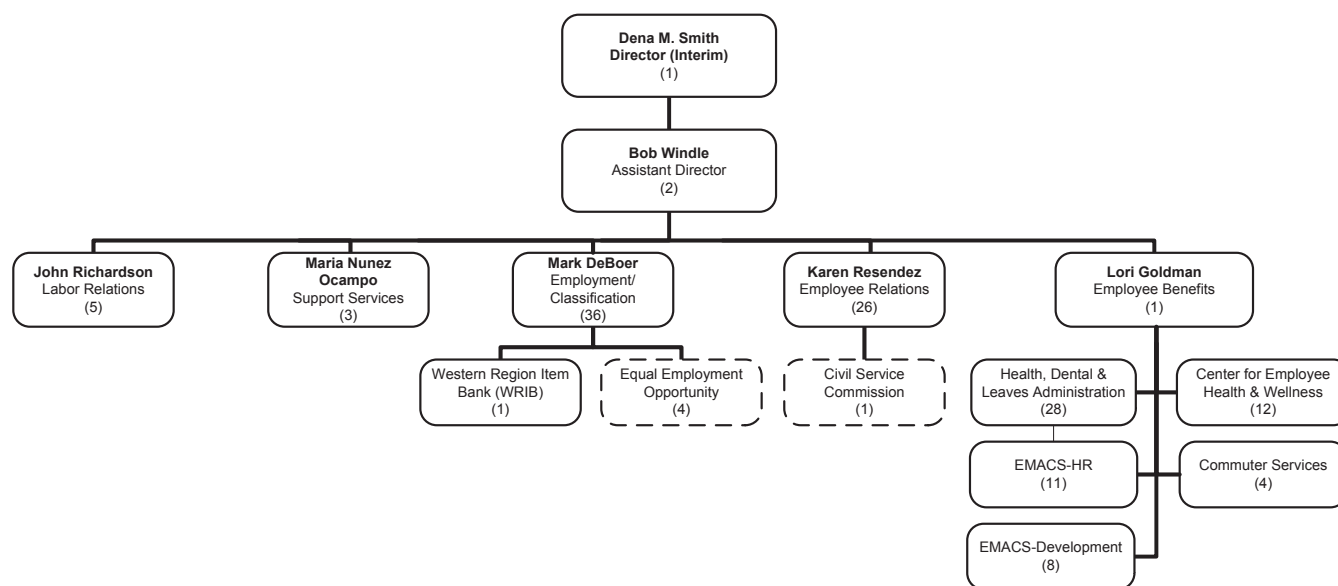 Dena M. Smith
Director (Interim)
(1)
Bob Windle
Assistant Director
(2)
John Richardson
Labor Relations
(5)
Maria Nunez
Ocampo
Support Services
(3)
Mark DeBoer
Employment/
Classification
(36)
Karen Resendez
Employee Relations
(26)
Lori Goldman
Employee Benefits
(1)
Western Region Item
Bank (WRIB)
(1)
Equal Employment
Opportunity
(4)
Civil Service
Commission
(1)
Health, Dental &
Leaves Administration
(28)
Center for Employee
Health & Wellness
(12)
EMACS-HR
(11)
Commuter Services
(4)
EMACS-Development
(8)